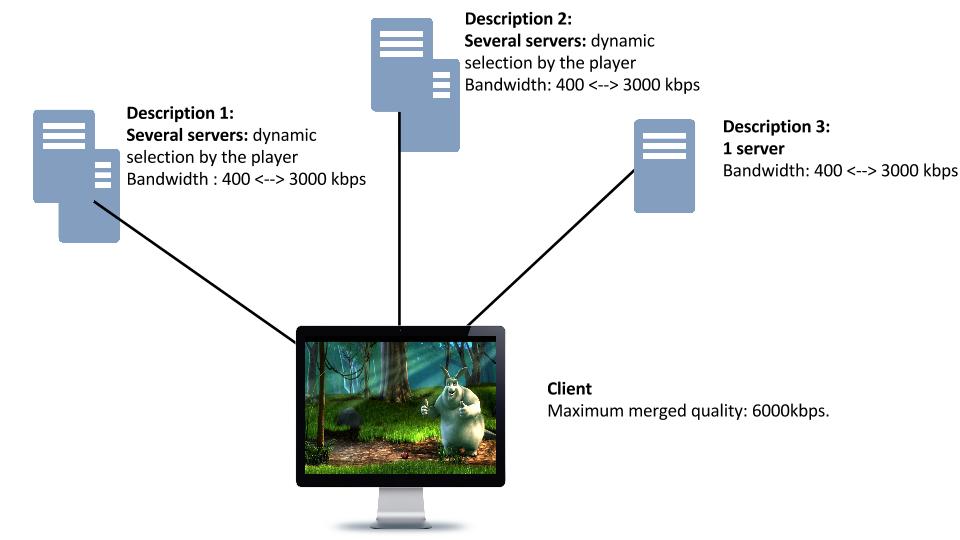 Description 2:
Several servers: dynamic
selection by the player
Bandwidth: 400 <--> 3000 kbps
Description 1:
Several servers: dynamic
selection by the player
Bandwidth : 400 <--> 3000 kbps
Description 3:
1 server
Bandwidth: 400 <--> 3000 kbps
Client
Maximum merged quality: 6000kbps.